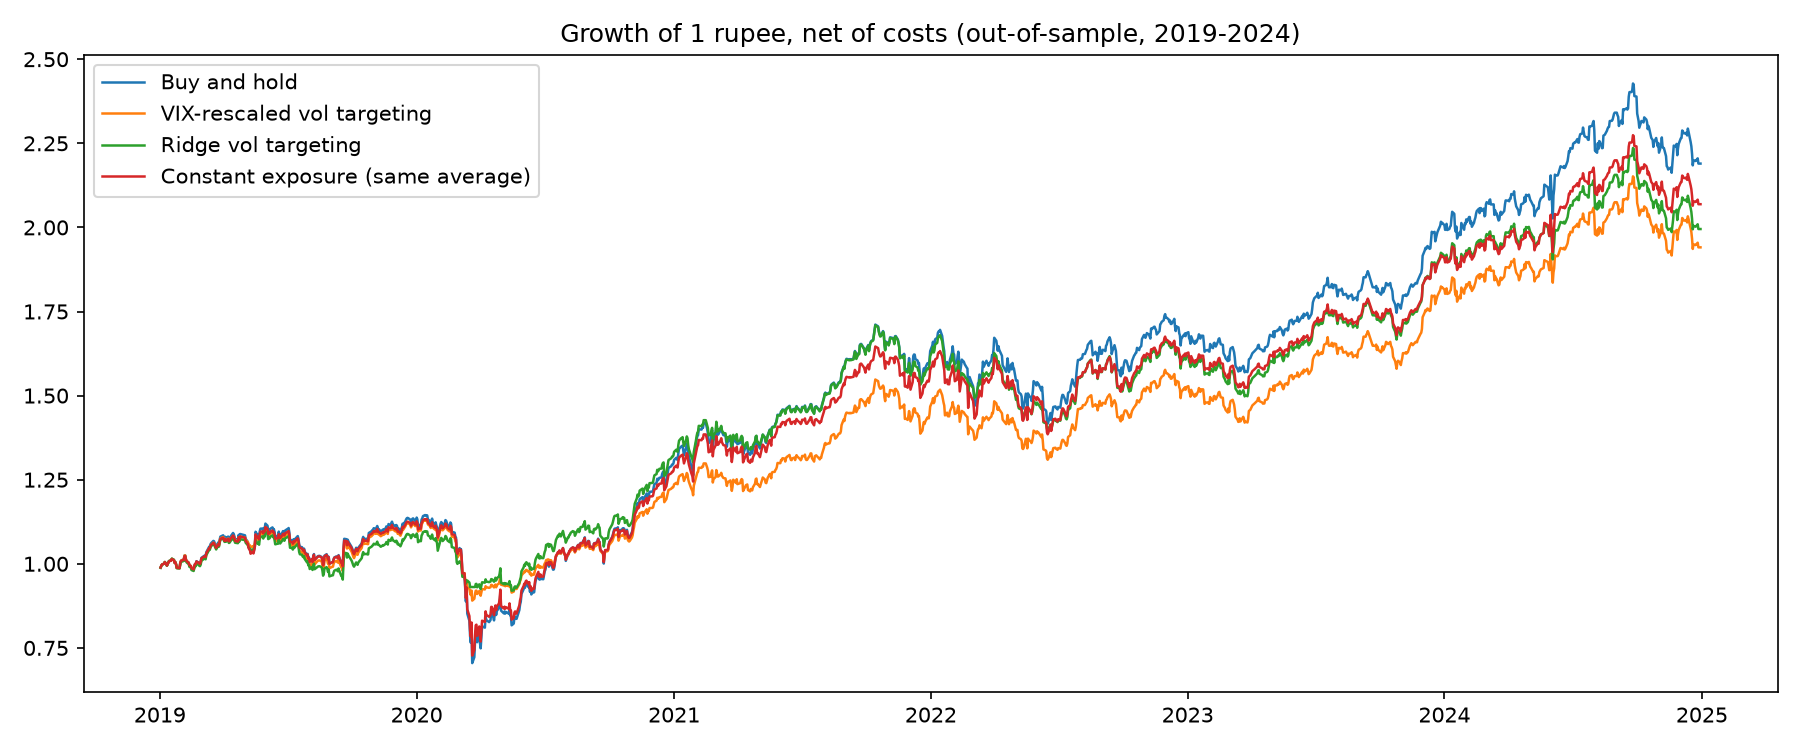 Growth of 1 rupee, net of costs (out-of-sample, 2019-2024)
Buy and hold
VIX-rescaled vol targeting
Ridge vol targeting
Constant exposure (same average)
2.50
2.25
2.00
1.75
1.50
1.25
1.00
0.75
2019 2020 2021 2022 2023 2024 2025